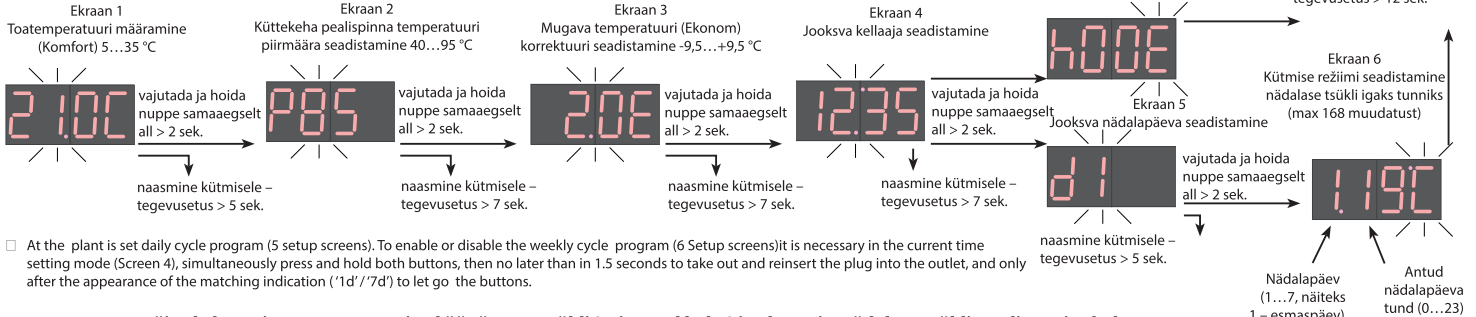 Ekraan 1
Toatemperatuuri määramine
(Komfort) 5…35 °C
21.0C
vajutada ja hoida
nuppe samaaegselt
all > 2 sek.
naasmine kütmisele –
tegevusetus > 5 sek.
Ekraan 2
Küttekeha pealispinna temperatuuri
piirmäära seadistamine 40…95 °C
P85
vajutada ja hoida
nuppe samaaegselt
all > 2 sek.
naasmine kütmisele –
tegevusetus > 7 sek.
Ekraan 3
Mugava temperatuuri (Ekonom)
korrektuuri seadistamine -9,5…+9,5 °C
2.0E
vajutada ja hoida
nuppe samaaegselt
all > 2 sek.
naasmine kütmisele –
tegevusetus > 7 sek.
Ekraan 4
Jooksva kellaaja seadistamine
12:35
vajutada ja hoida
nuppe samaaegselt
all > 2 sek.
naasmine kütmisele –
tegevusetus > 7 sek.
h00E
tegevusetus > 12 sek.
Ekraan 5
Jooksva nädalapäeva seadistamine
d1
vajutada ja hoida
nuppe samaaegselt
all > 2 sek.
naasmine kütmisele –
tegevusetus > 5 sek.
Ekraan 6
Kütmise režiimi seadistamine
nädalase tsükli igaks tunniks
(max 168 muudatust)
1.19C
Nädalapäev
(1…7, näiteks
1 – esmaspäev)
Antud
nädalapäeva
tund (0…23)
At the plant is set daily cycle program (5 setup screens). To enable or disable the weekly cycle program (6 Setup screens)it is necessary in the current time
setting mode (Screen 4), simultaneously press and hold both buttons, then no later than in 1.5 seconds to take out and reinsert the plug into the outlet, and only
after the appearance of the matching indication ( ‘1d’ / ‘7d’) to let go the buttons.